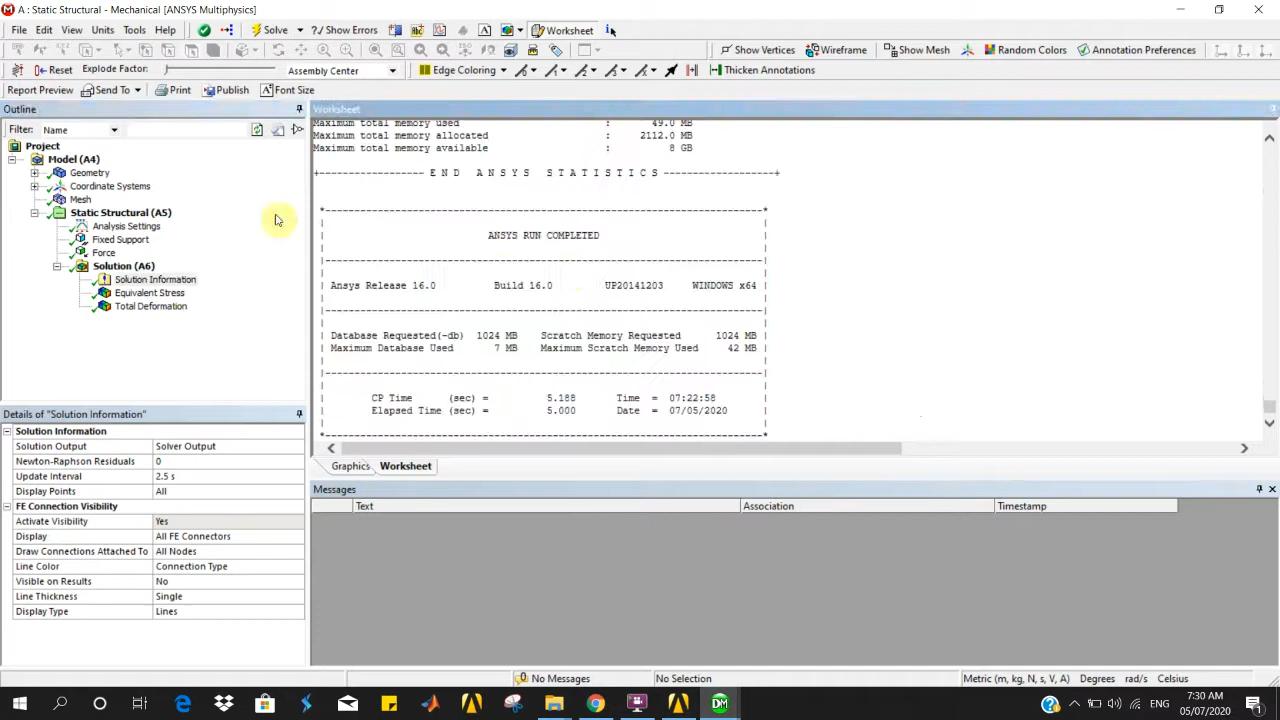 A : Static Structural - Mechanical [ANSYS Multiphysics]
File Edit View Units Tools Help Solve ?/ Show Errors Worksheet
Show Vertices Wireframe Show Mesh Random Colors Annotation Preferences
Reset Explode Factor: Assembly Center Edge Coloring Thicken Annotations
Report Preview Send To Print Publish Font Size
Outline
Filter: Name
Project
Model (A4)
Geometry
Coordinate Systems
Mesh
Static Structural (A5)
Analysis Settings
Fixed Support
Force
Solution (A6)
Solution Information
Equivalent Stress
Total Deformation
Details of "Solution Information"
Solution Information
Solution Output Solver Output
Newton-Raphson Residuals 0
Update Interval 2.5 s
Display Points All
FE Connection Visibility
Activate Visibility Yes
Display All FE Connectors
Draw Connections Attached To All Nodes
Line Color Connection Type
Visible on Results No
Line Thickness Single
Display Type Lines
Worksheet
Maximum total memory used : 49.0 MB
Maximum total memory allocated : 2112.0 MB
Maximum total memory available : 8 GB
+------------------ E N D A N S Y S S T A T I S T I C S -------------------+
ANSYS RUN COMPLETED
Ansys Release 16.0 Build 16.0 UP20141203 WINDOWS x64
Database Requested(-db) 1024 MB Scratch Memory Requested 1024 MB
Maximum Database Used 7 MB Maximum Scratch Memory Used 42 MB
CP Time (sec) = 5.188 Time = 07:22:58
Elapsed Time (sec) = 5.000 Date = 07/05/2020
Graphics Worksheet
Messages
Text Association Timestamp
0 No Messages No Selection Metric (m, kg, N, s, V, A) Degrees rad/s Celsius
DM ENG 7:30 AM
05/07/2020